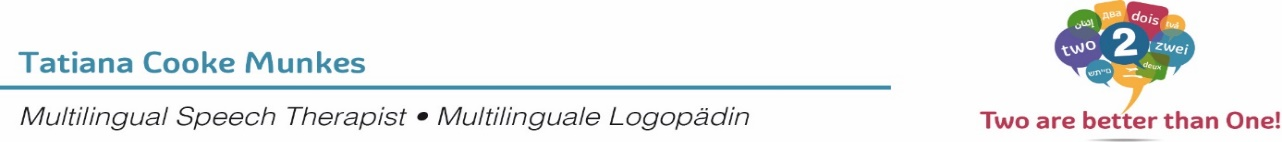 Tatiana Cooke Munkes
Multilingual Speech Therapist • Multilinguale Logopädin
два
dois
two
2
zwei
deux
Two are better than One!